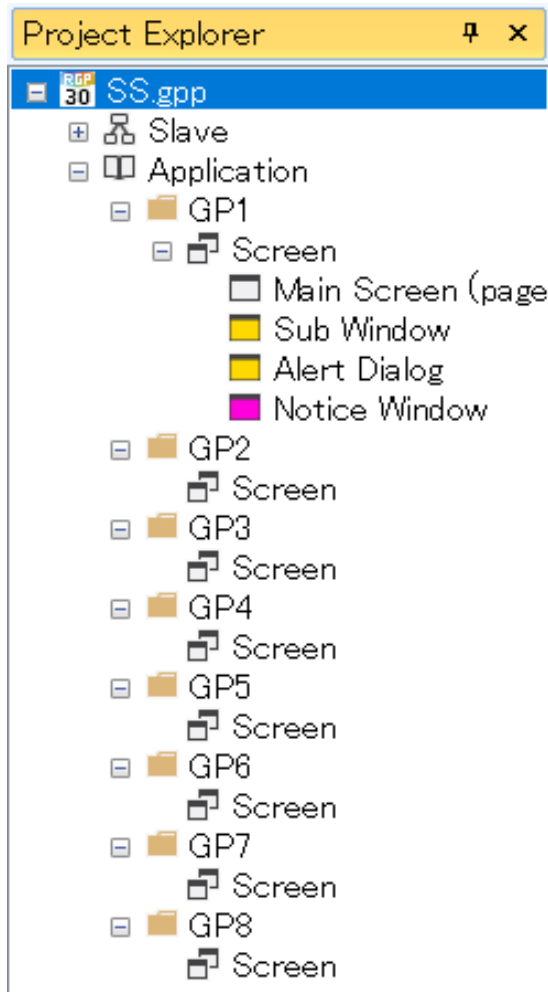 Project Explorer
RGP
30
SS.gpp
Slave
Application
GP1
Screen
Main Screen (page
Sub Window
Alert Dialog
Notice Window
GP2
Screen
GP3
Screen
GP4
Screen
GP5
Screen
GP6
Screen
GP7
Screen
GP8
Screen